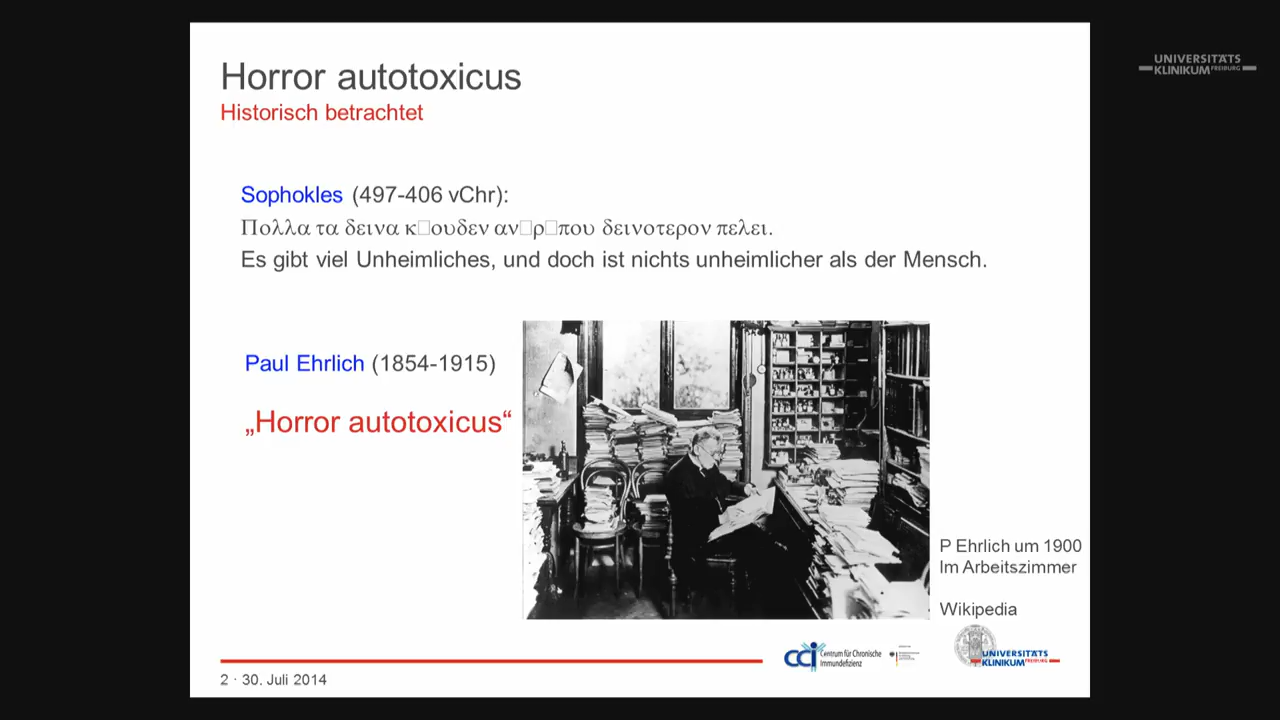 Horror autotoxicus
Historisch betrachtet
UNIVERSITÄTS
KLINIKUM FREIBURG
Sophokles (497-406 vChr):
Πολλα τα δεινα κ□ουδεν αν□ρ□που δεινοτερον πελει.
Es gibt viel Unheimliches, und doch ist nichts unheimlicher als der Mensch.
Paul Ehrlich (1854-1915)
„Horror autotoxicus“
P Ehrlich um 1900
Im Arbeitszimmer
Wikipedia
cci Centrum für Chronische
Immundefizienz
UNIVERSITÄTS
KLINIKUM FREIBURG
2 · 30. Juli 2014